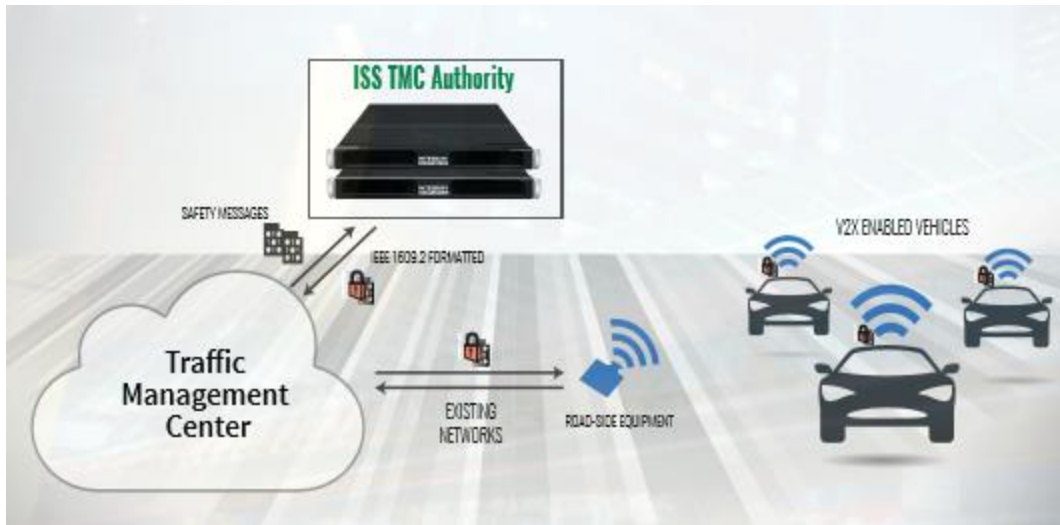 ISS TMC Authority
SAFETY MESSAGES
IEEE 1609.2 FORMATTED
V2X ENABLED VEHICLES
Traffic
Management
Center
EXISTING
NETWORKS
ROAD-SIDE EQUIPMENT